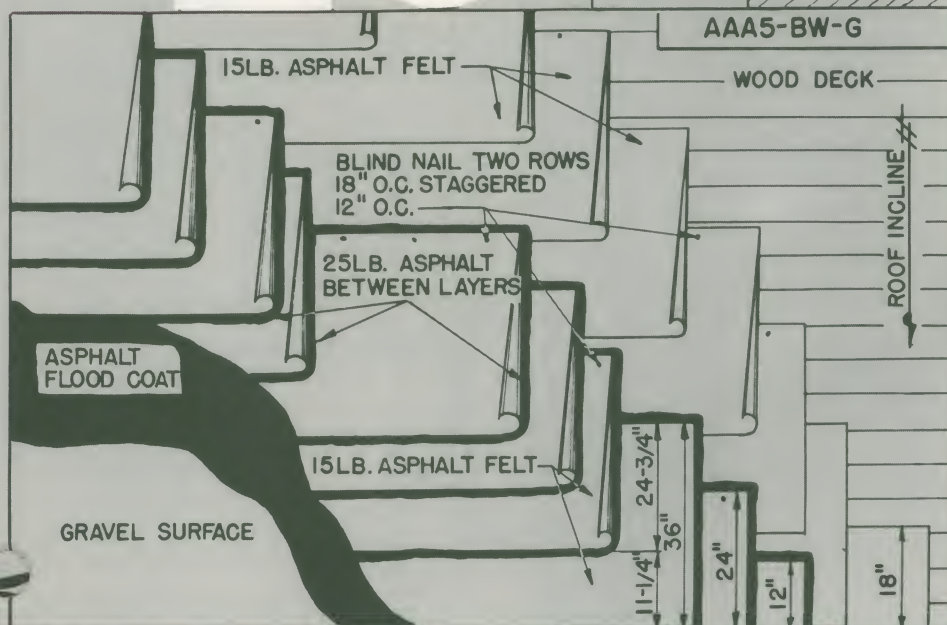 AAA5-BW-G
15LB. ASPHALT FELT
WOOD DECK
BLIND NAIL TWO ROWS
18" O.C. STAGGERED
12" O.C.
ROOF INCLINE
25LB. ASPHALT
BETWEEN LAYERS
ASPHALT
FLOOD COAT
15LB. ASPHALT FELT
GRAVEL SURFACE
24-3/4"
36"
11-1/4"
24"
12"
18"